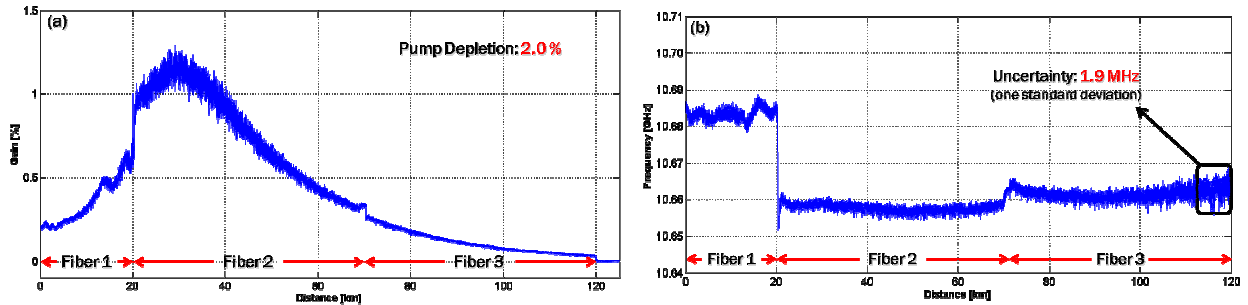 (a)
Pump Depletion: 2.0 %
Gain [%]
1.5
1
0.5
0
Fiber 1
Fiber 2
Fiber 3
0 20 40 60 80 100 120
Distance [km]
(b)
Uncertainty: 1.9 MHz
(one standard deviation)
Frequency [GHz]
10.71
10.70
10.69
10.68
10.67
10.66
10.65
10.64
Fiber 1
Fiber 2
Fiber 3
0 20 40 60 80 100 120
Distance [km]